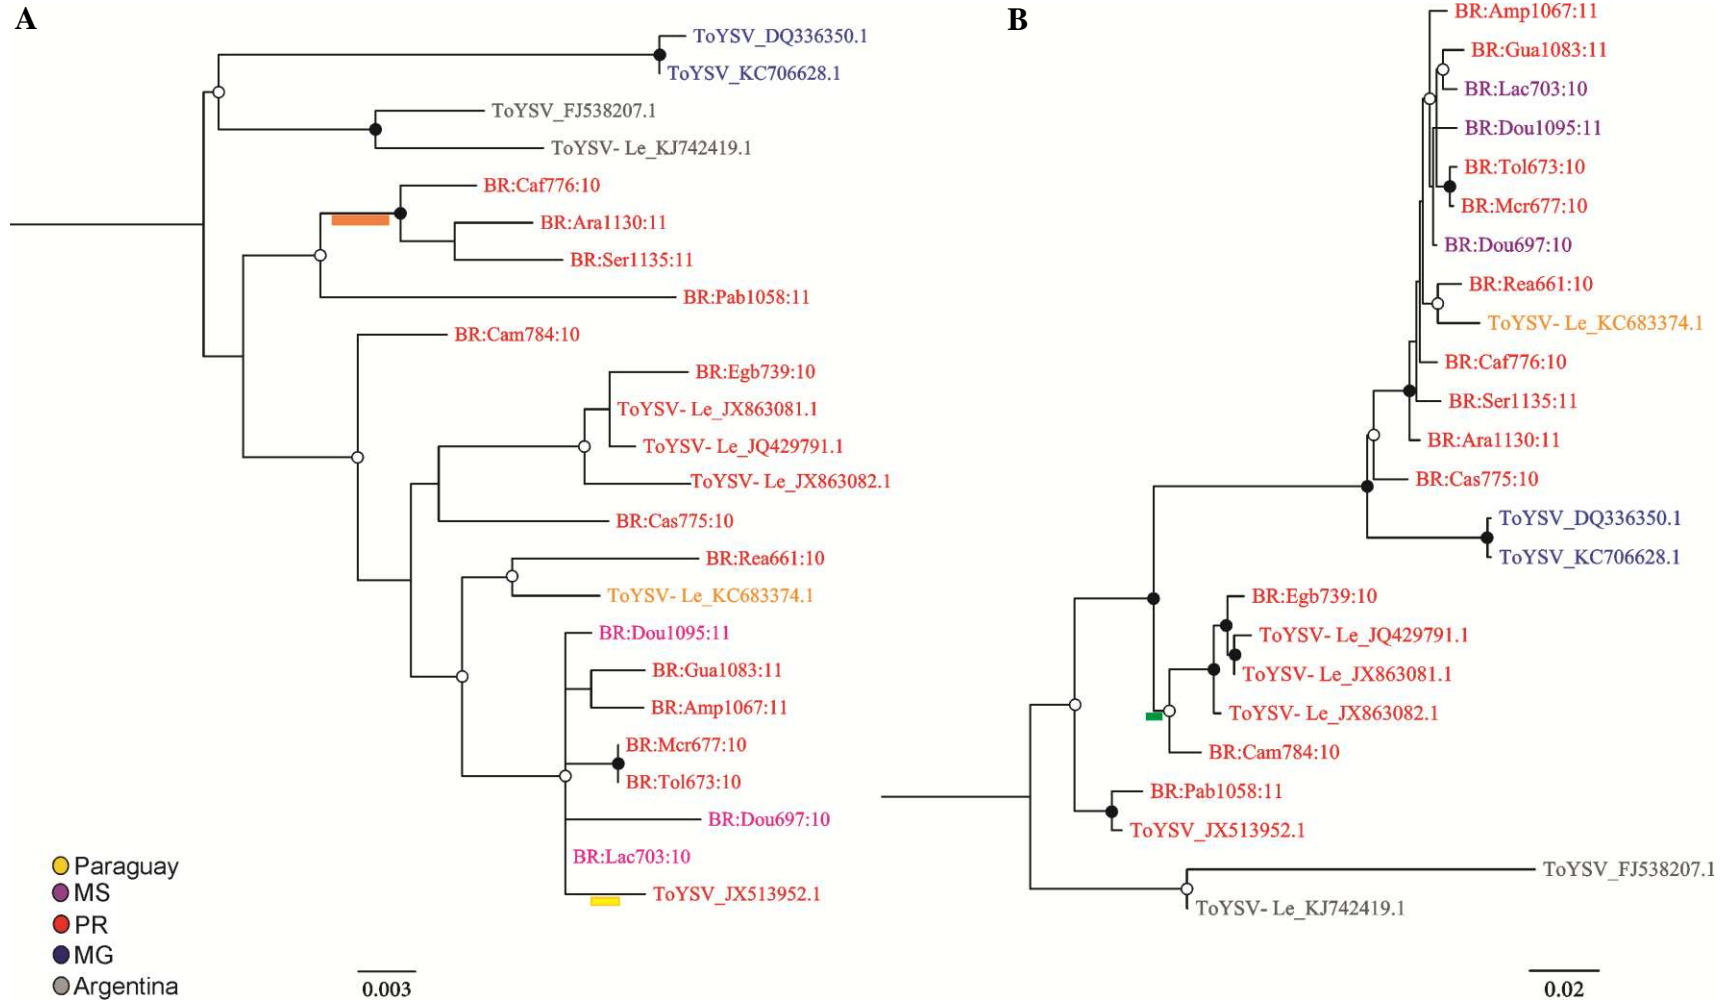 A
ToYSV_DQ336350.1
ToYSV_KC706628.1
ToYSV_FJ538207.1
ToYSV- Le_KJ742419.1
BR:Caf776:10
BR:Ara1130:11
BR:Ser1135:11
BR:Pab1058:11
BR:Cam784:10
BR:Egb739:10
ToYSV- Le_JX863081.1
ToYSV- Le_JQ429791.1
ToYSV- Le_JX863082.1
BR:Cas775:10
BR:Rea661:10
ToYSV- Le_KC683374.1
BR:Dou1095:11
BR:Gua1083:11
BR:Amp1067:11
BR:Mcr677:10
BR:Tol673:10
BR:Dou697:10
BR:Lac703:10
ToYSV_JX513952.1
Paraguay
MS
PR
MG
Argentina
0.003
B
BR:Amp1067:11
BR:Gua1083:11
BR:Lac703:10
BR:Dou1095:11
BR:Tol673:10
BR:Mcr677:10
BR:Dou697:10
BR:Rea661:10
ToYSV- Le_KC683374.1
BR:Caf776:10
BR:Ser1135:11
BR:Ara1130:11
BR:Cas775:10
ToYSV_DQ336350.1
ToYSV_KC706628.1
BR:Egb739:10
ToYSV- Le_JQ429791.1
ToYSV- Le_JX863081.1
ToYSV- Le_JX863082.1
BR:Cam784:10
BR:Pab1058:11
ToYSV_JX513952.1
ToYSV_FJ538207.1
ToYSV- Le_KJ742419.1
0.02